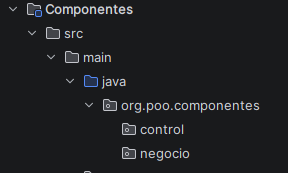 Componentes
src
main
java
org.poo.componentes
control
negocio